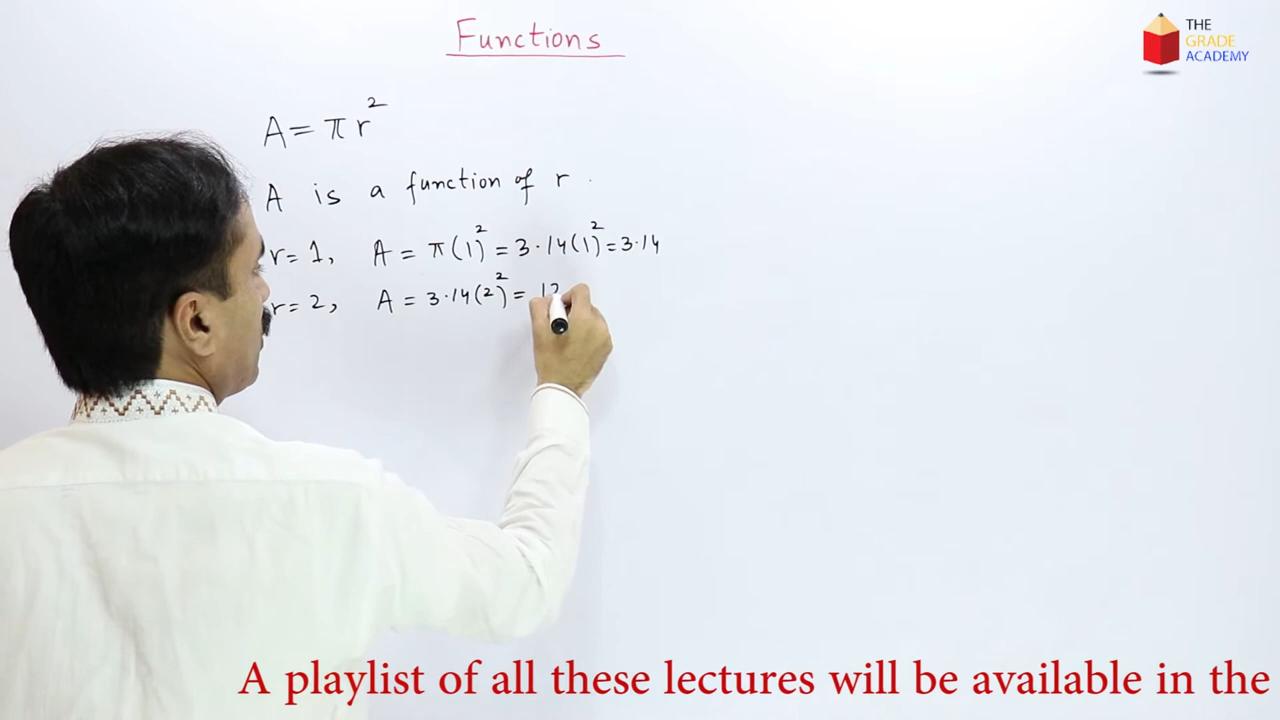 Functions
THE
GRADE
ACADEMY
A = πr²
A is a function of r.
r = 1, A = π(1)² = 3·14(1)² = 3·14
r = 2, A = 3·14(2)² = 12
A playlist of all these lectures will be available in the